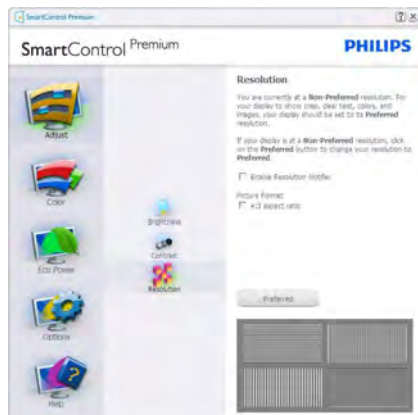 SmartControl Premium
SmartControl Premium
PHILIPS
Adjust
Color
Eco Power
Options
Help
Brightness
Contrast
Resolution
Resolution
You are currently at a Non-Preferred resolution. For
your display to show crisp, clear text, colors, and
images, your display should be set to its Preferred
resolution.
If your display is at a Non-Preferred resolution, click
on the Preferred button to change your resolution to
Preferred.
Enable Resolution Notifier
Picture Format
4:3 aspect ratio
Preferred